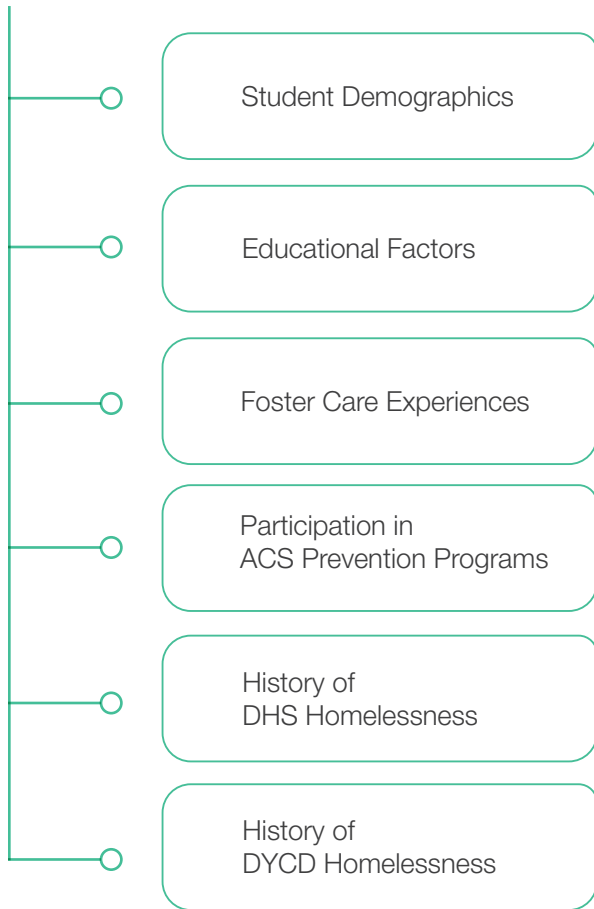 Student Demographics
Educational Factors
Foster Care Experiences
Participation in
ACS Prevention Programs
History of
DHS Homelessness
History of
DYCD Homelessness